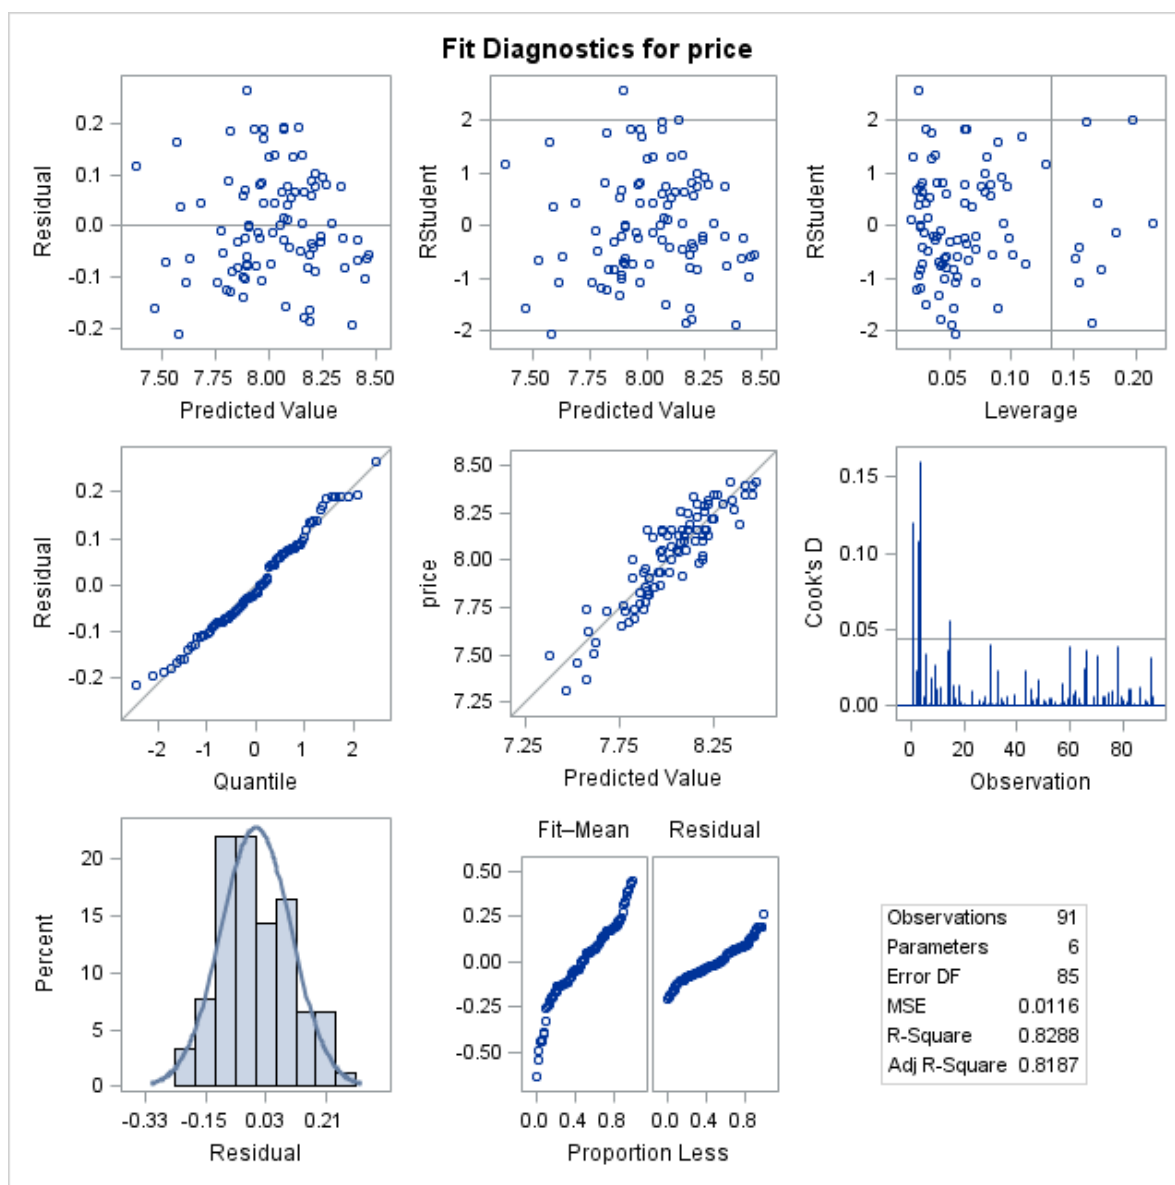 Fit Diagnostics for price
Residual
0.2
0.1
0.0
-0.1
-0.2
7.50 7.75 8.00 8.25 8.50
Predicted Value
RStudent
2
1
0
-1
-2
7.50 7.75 8.00 8.25 8.50
Predicted Value
RStudent
2
1
0
-1
-2
0.05 0.10 0.15 0.20
Leverage
Residual
0.2
0.1
0.0
-0.1
-0.2
-2 -1 0 1 2
Quantile
price
8.50
8.25
8.00
7.75
7.50
7.25
7.25 7.75 8.25
Predicted Value
Cook's D
0.15
0.10
0.05
0.00
0 20 40 60 80
Observation
Percent
20
15
10
5
0
-0.33 -0.15 0.03 0.21
Residual
Fit–Mean Residual
0.50
0.25
0.00
-0.25
-0.50
0.0 0.4 0.8 0.0 0.4 0.8
Proportion Less
Observations 91
Parameters 6
Error DF 85
MSE 0.0116
R-Square 0.8288
Adj R-Square 0.8187